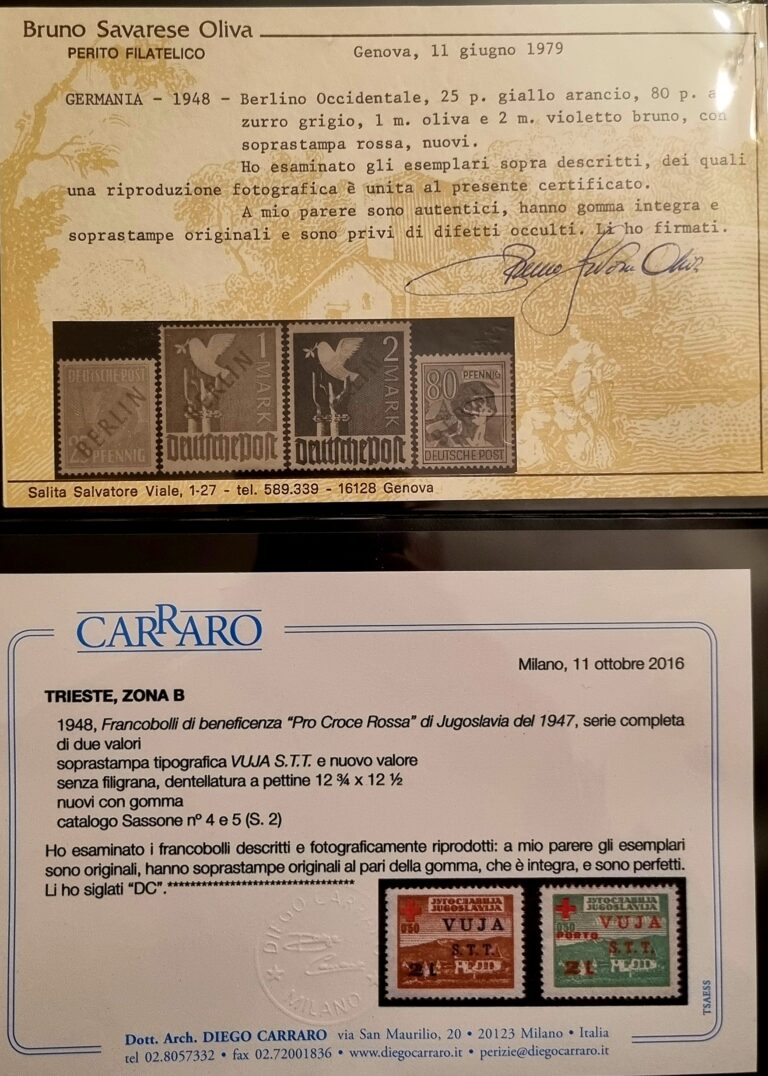 Bruno Savarese Oliva
PERITO FILATELICO
Genova, 11 giugno 1979
GERMANIA - 1948 - Berlino Occidentale, 25 p. giallo arancio, 80 p. a
zurro grigio, 1 m. oliva e 2 m. violetto bruno, con
soprastampa rossa, nuovi.
Ho esaminato gli esemplari sopra descritti, dei quali
una riproduzione fotografica è unita al presente certificato.
A mio parere sono autentici, hanno gomma integra e
soprastampe originali e sono privi di difetti occulti. Li ho firmati.
DEUTSCHE POST
BERLIN
PFENNIG
1 MARK
BERLIN
Deutsche Post
2 MARK
Deutsche Post
80 PFENNIG
DEUTSCHE POST
Salita Salvatore Viale, 1-27 - tel. 589.339 - 16128 Genova
CARRARO
Milano, 11 ottobre 2016
TRIESTE, ZONA B
1948, Francobolli di beneficenza "Pro Croce Rossa" di Jugoslavia del 1947, serie completa
di due valori
soprastampa tipografica VUJA S.T.T. e nuovo valore
senza filigrana, dentellatura a pettine 12 ¾ x 12 ½
nuovi con gomma
catalogo Sassone nº 4 e 5 (S. 2)
Ho esaminato i francobolli descritti e fotograficamente riprodotti: a mio parere gli esemplari
sono originali, hanno soprastampe originali al pari della gomma, che è integra, e sono perfetti.
Li ho siglati "DC".**********************************
DIEGO CARRARO
MILANO
ЈУГОСЛАВИЈА
JUGOSLAVIJA
0'50
VUJA
S.T.T.
2 L
ЈУГОСЛАВИЈА
JUGOSLAVIJA
0'50
VUJA
PORTO
S.T.T.
2 L
TSAESS
Dott. Arch. DIEGO CARRARO via San Maurilio, 20 • 20123 Milano • Italia
tel 02.8057332 • fax 02.72001836 • www.diegocarraro.it • perizie@diegocarraro.it